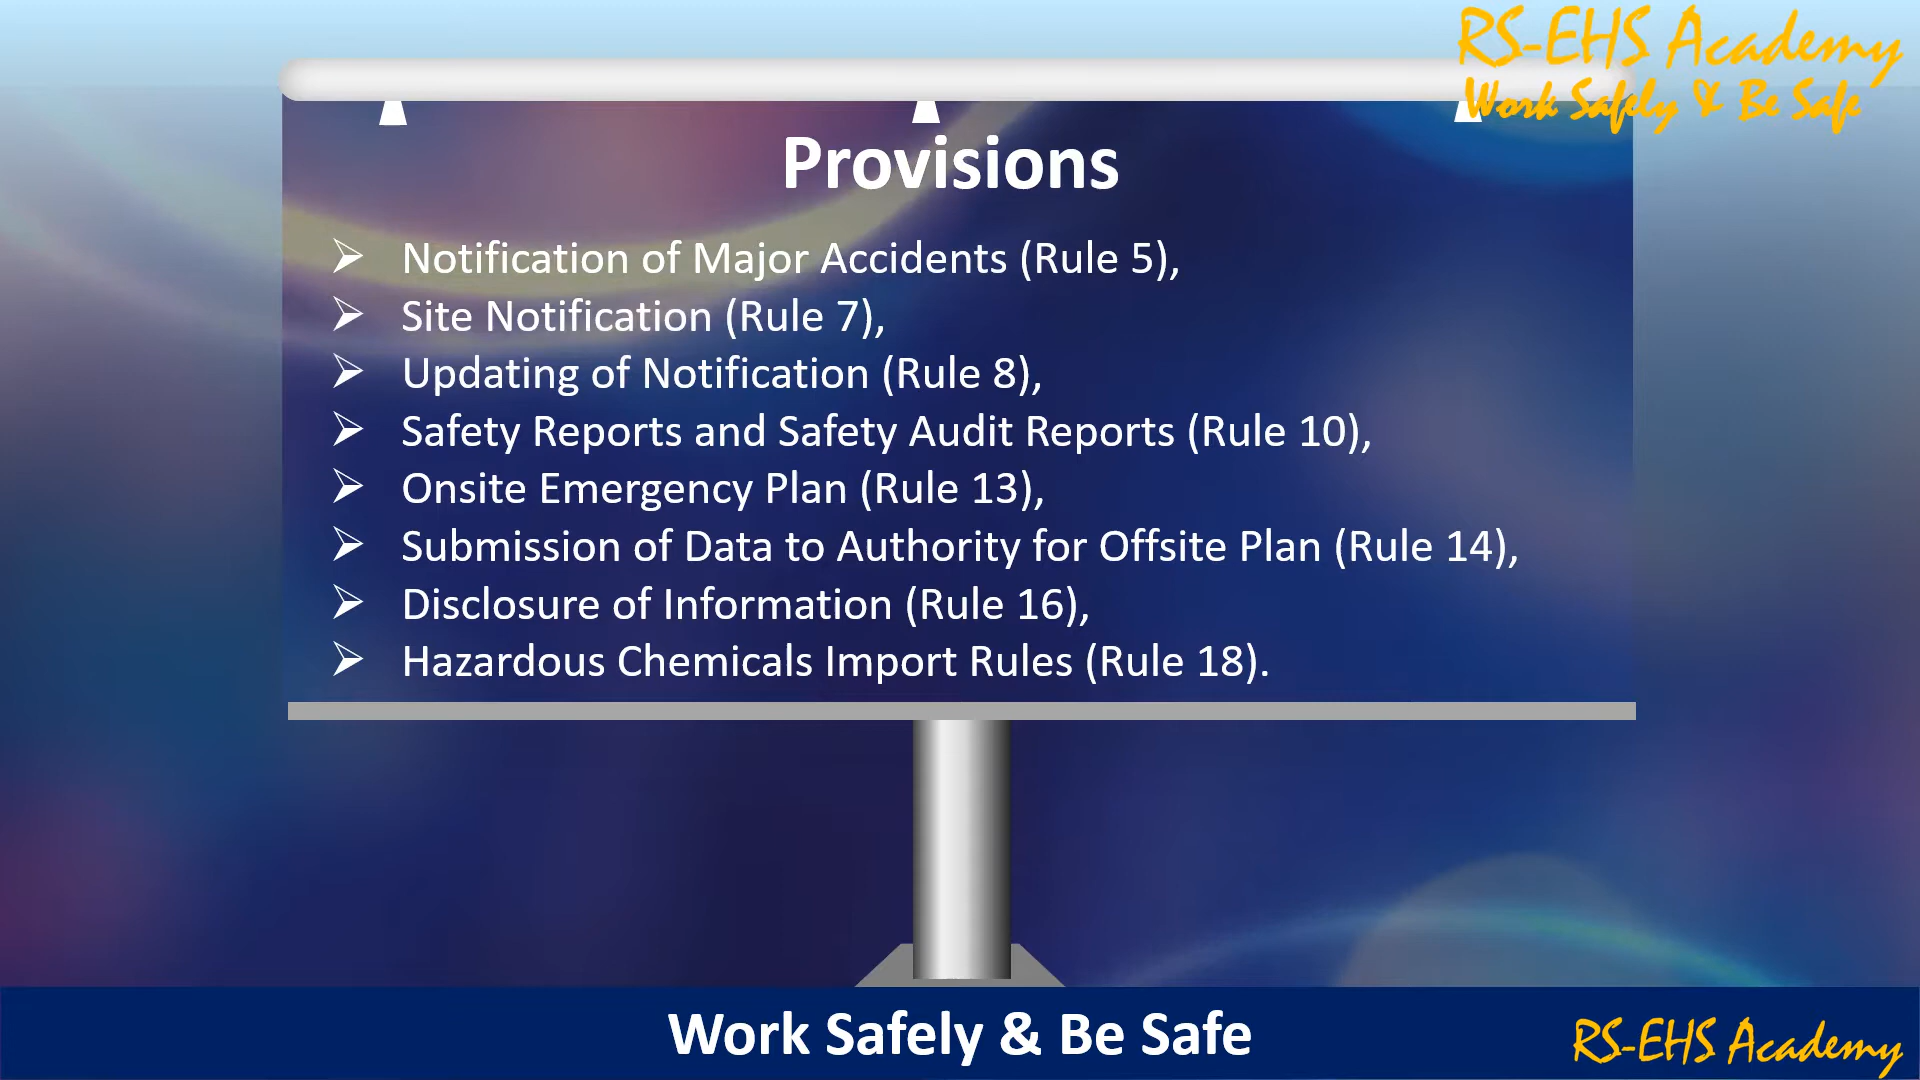 RS-EHS Academy
Work Safely & Be Safe
Provisions
Notification of Major Accidents (Rule 5),
Site Notification (Rule 7),
Updating of Notification (Rule 8),
Safety Reports and Safety Audit Reports (Rule 10),
Onsite Emergency Plan (Rule 13),
Submission of Data to Authority for Offsite Plan (Rule 14),
Disclosure of Information (Rule 16),
Hazardous Chemicals Import Rules (Rule 18).
Work Safely & Be Safe
RS-EHS Academy